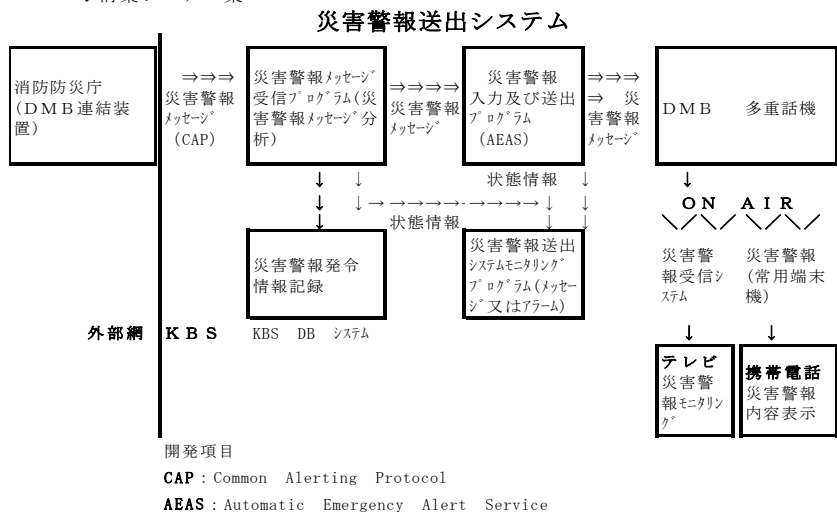 災害警報送出システム
消防防災庁
(DMB連結装
置)
⇒⇒⇒
災害警報
メッセージ
(CAP)
災害警報メッセージ
受信プログラム(災
害警報メッセージ分
析)
⇒⇒⇒⇒
災害警報
メッセージ
災害警報
入力及び送出
プログラム
(AEAS)
⇒⇒⇒
⇒ 災
害警報
メッセージ
DMB 多重話機
↓ ↓ 状態情報 ↓ ↓
↓ ↓→→→→→-→→→→→↓ ↓
↓ 状態情報 ↓ ↓
ON AIR
災害警報発令
情報記録
災害警報送出
システムモニタリング
プログラム(メッセー
ジ又はアラーム)
災害警
報受信シ
ステム
災害警報
(常用端末
機)
外部網 KBS KBS DB システム
↓ ↓
テレビ
災害警
報モニタリン
グ
携帯電話
災害警報
内容表示
開発項目
CAP:Common Alerting Protocol
AEAS:Automatic Emergency Alert Service